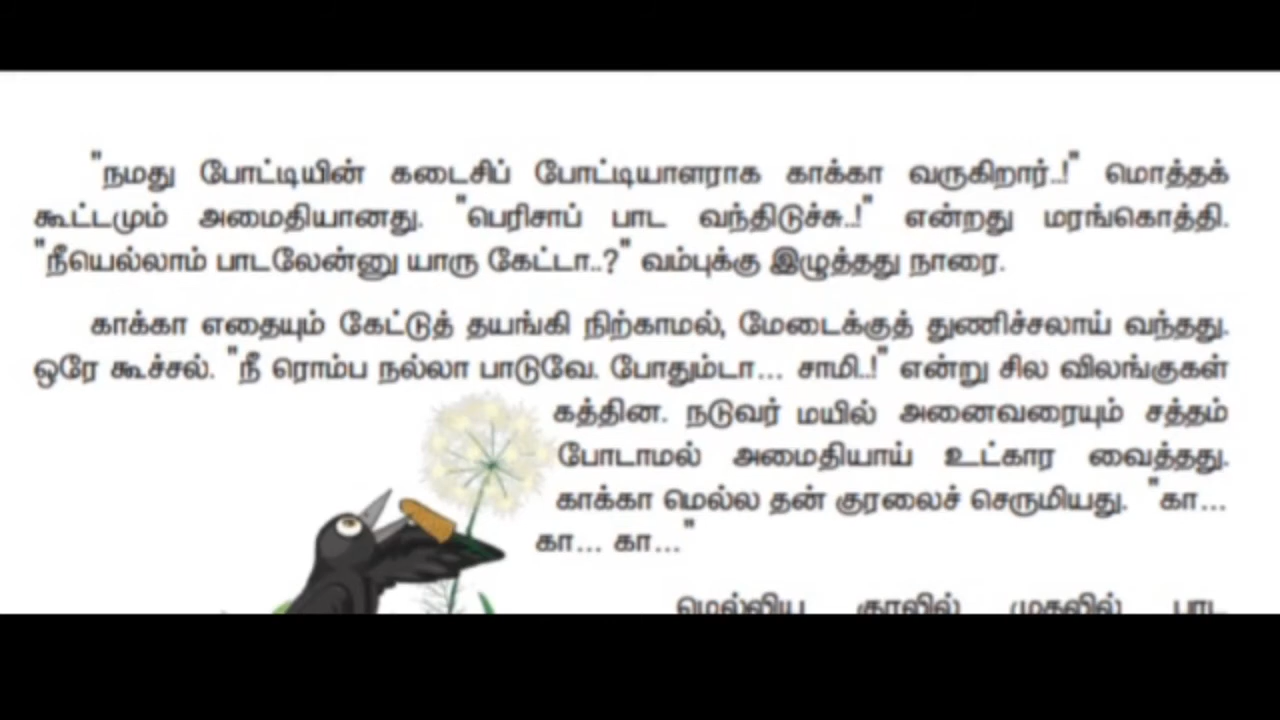 "நமது போட்டியின் கடைசிப் போட்டியாளராக காக்கா வருகிறார்..!" மொத்தக்
கூட்டமும் அமைதியானது. "பெரிசாப் பாட வந்திடுச்சு..!" என்றது மரங்கொத்தி.
"நீயெல்லாம் பாடலேன்னு யாரு கேட்டா..?" வம்புக்கு இழுத்தது நாரை.
காக்கா எதையும் கேட்டுத் தயங்கி நிற்காமல், மேடைக்குத் துணிச்சலாய் வந்தது.
ஒரே கூச்சல். "நீ ரொம்ப நல்லா பாடுவே. போதும்டா... சாமி..!" என்று சில விலங்குகள்
கத்தின. நடுவர் மயில் அனைவரையும் சத்தம்
போடாமல் அமைதியாய் உட்கார வைத்தது.
காக்கா மெல்ல தன் குரலைச் செருமியது. "கா...
கா... கா..."
மெல்லிய குரலில் முதலில் பாட